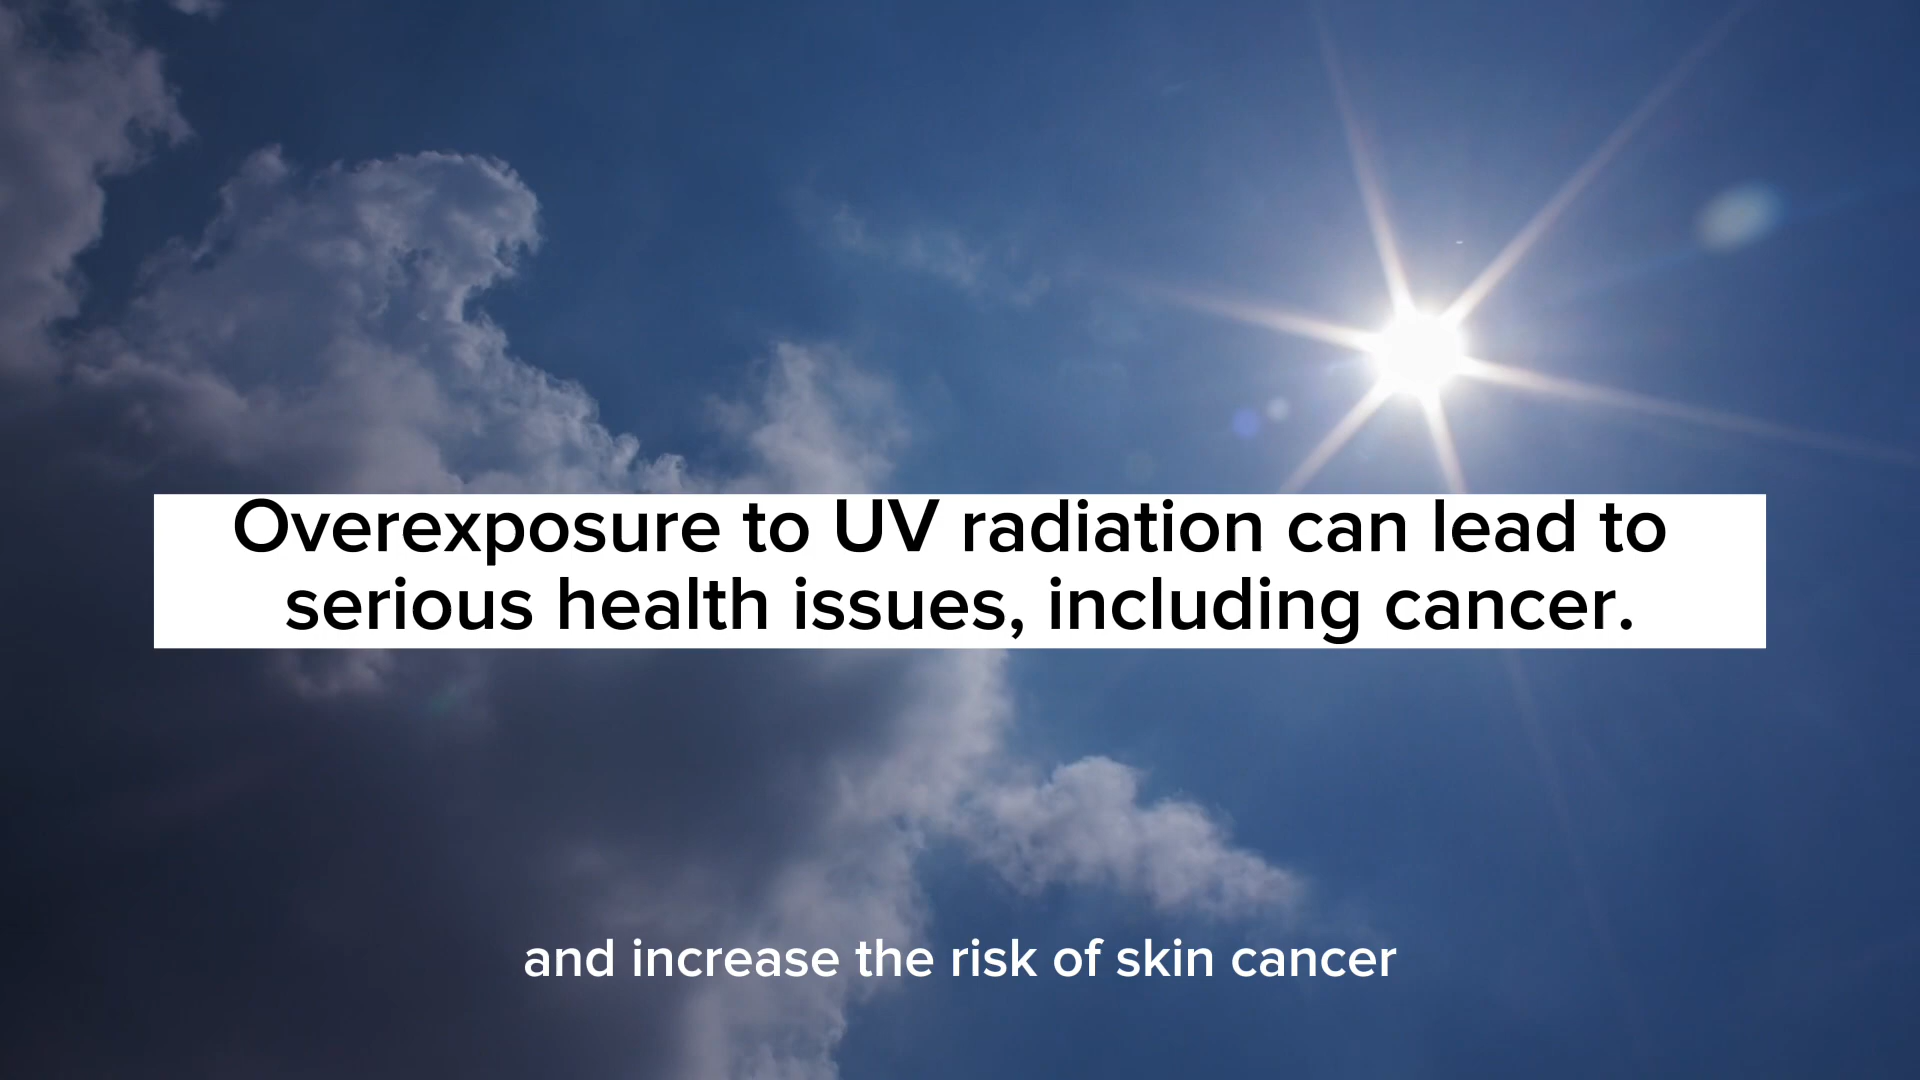 Overexposure to UV radiation can lead to
serious health issues, including cancer.
and increase the risk of skin cancer